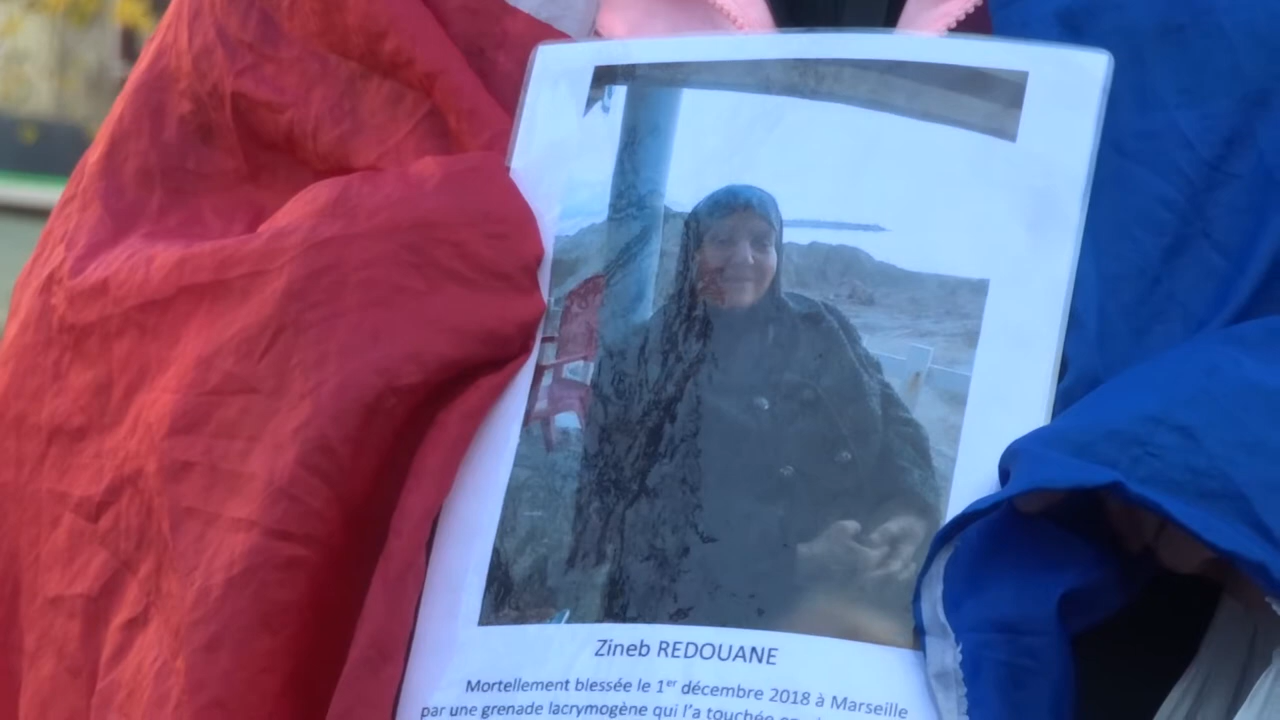 Zineb REDOUANE
Mortellement blessée le 1er décembre 2018 à Marseille
par une grenade lacrymogène qui l'a touchée